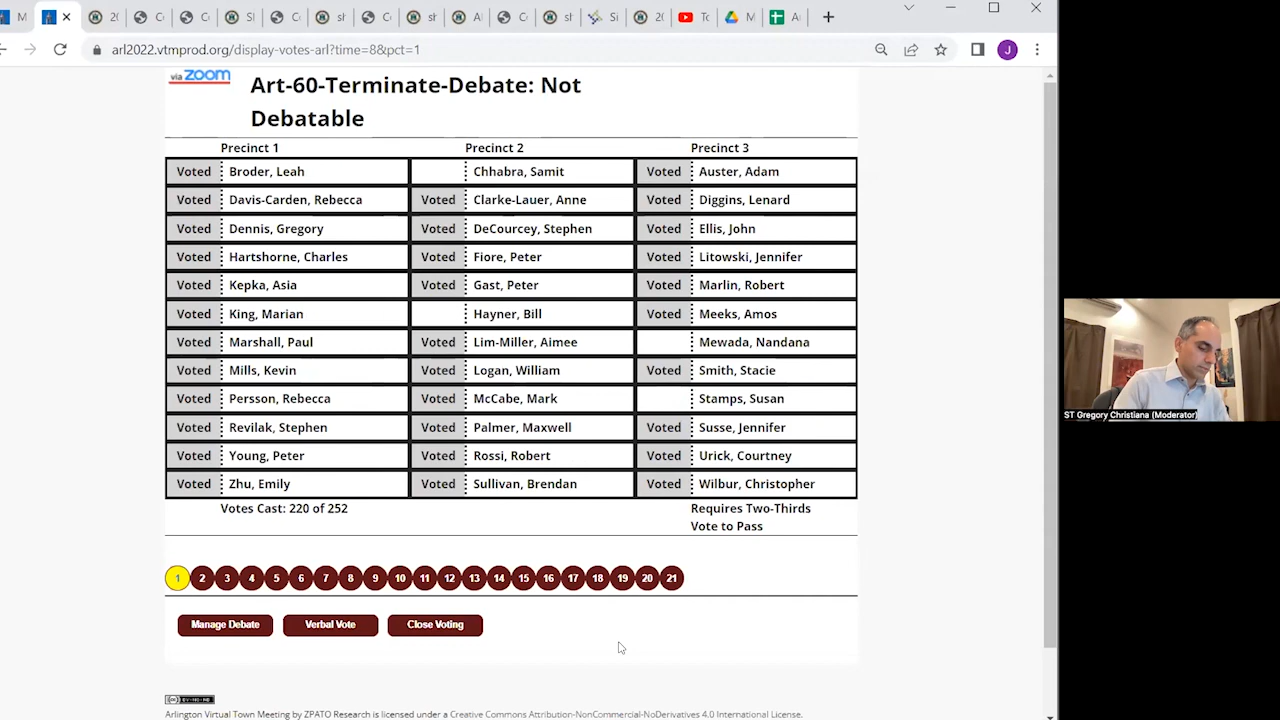 M
20
C
C
SI
C
sl
C
sl
A
C
sl
Si
20
To
M
A
arl2022.vtmprod.org/display-votes-arl?time=8&pct=1
J
via zoom
Art-60-Terminate-Debate: Not
Debatable
Precinct 1 Precinct 2 Precinct 3
Voted Broder, Leah Chhabra, Samit Voted Auster, Adam
Voted Davis-Carden, Rebecca Voted Clarke-Lauer, Anne Voted Diggins, Lenard
Voted Dennis, Gregory Voted DeCourcey, Stephen Voted Ellis, John
Voted Hartshorne, Charles Voted Fiore, Peter Voted Litowski, Jennifer
Voted Kepka, Asia Voted Gast, Peter Voted Marlin, Robert
Voted King, Marian Hayner, Bill Voted Meeks, Amos
Voted Marshall, Paul Voted Lim-Miller, Aimee Mewada, Nandana
Voted Mills, Kevin Voted Logan, William Voted Smith, Stacie
Voted Persson, Rebecca Voted McCabe, Mark Stamps, Susan
Voted Revilak, Stephen Voted Palmer, Maxwell Voted Susse, Jennifer
Voted Young, Peter Voted Rossi, Robert Voted Urick, Courtney
Voted Zhu, Emily Voted Sullivan, Brendan Voted Wilbur, Christopher
Votes Cast: 220 of 252 Requires Two-Thirds
Vote to Pass
1 2 3 4 5 6 7 8 9 10 11 12 13 14 15 16 17 18 19 20 21
Manage Debate Verbal Vote Close Voting
ST Gregory Christiana (Moderator)
Arlington Virtual Town Meeting by ZPATO Research is licensed under a Creative Commons Attribution-NonCommercial-NoDerivatives 4.0 International License.